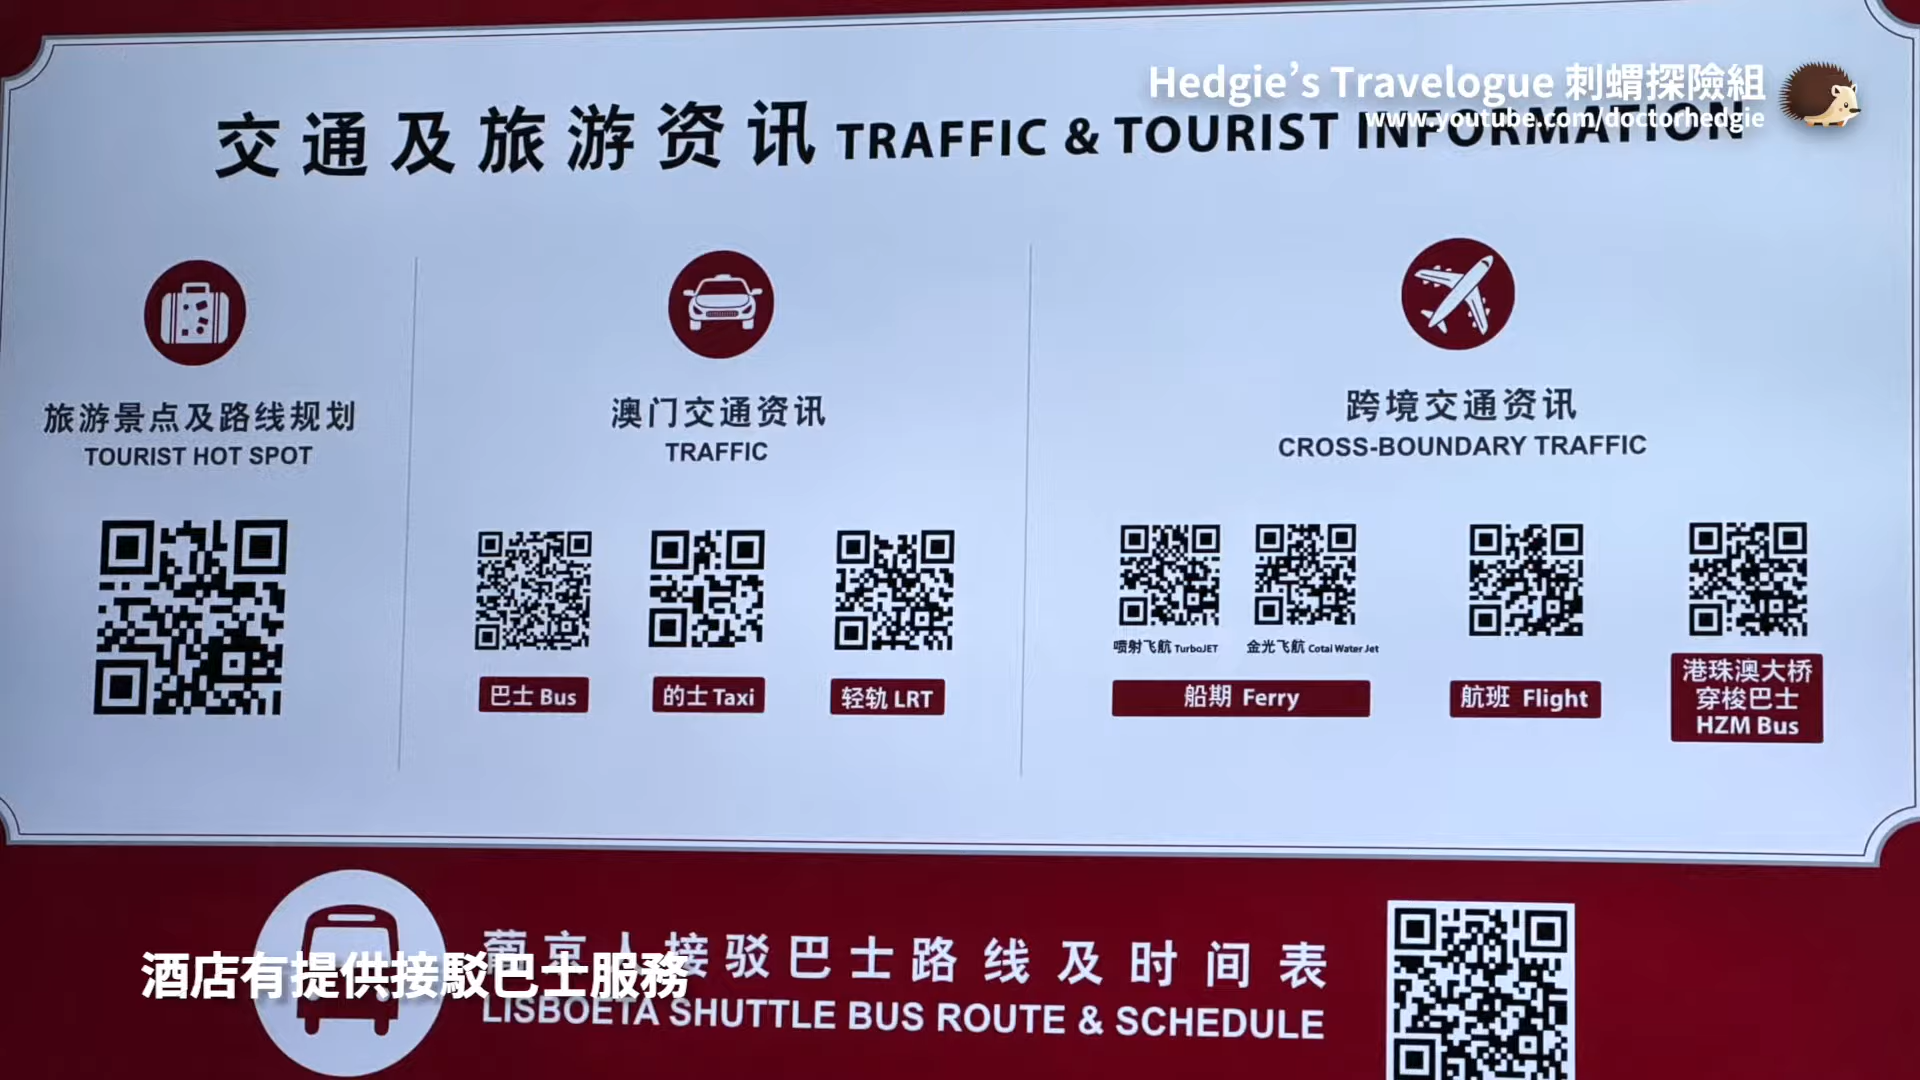 Hedgie's Travelogue 刺蝟探險組
www.youtube.com/doctorhedgie
交通及旅游资讯 TRAFFIC & TOURIST INFORMATION
旅游景点及路线规划
TOURIST HOT SPOT
澳门交通资讯
TRAFFIC
巴士 Bus
的士 Taxi
轻轨 LRT
跨境交通资讯
CROSS-BOUNDARY TRAFFIC
喷射飞航 TurboJET
金光飞航 Cotai Water Jet
船期 Ferry
航班 Flight
港珠澳大桥
穿梭巴士
HZM Bus
葡京人接驳巴士路线及时间表
LISBOETA SHUTTLE BUS ROUTE & SCHEDULE
酒店有提供接駁巴士服務